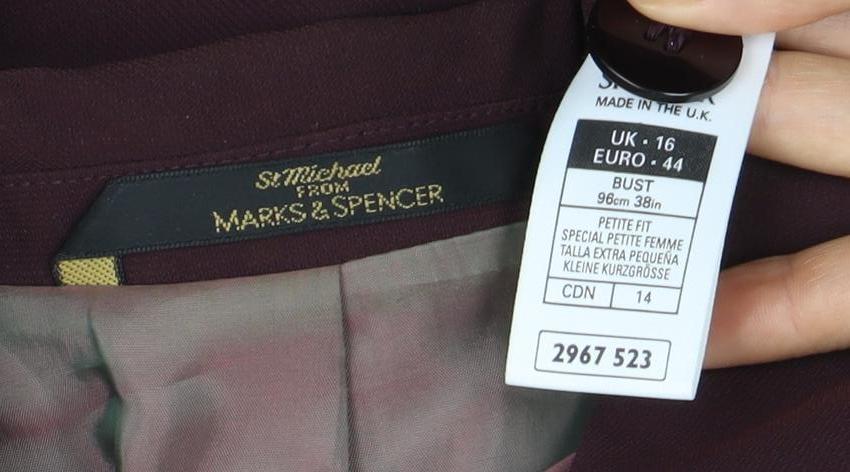 St Michael
FROM
MARKS & SPENCER
MADE IN THE U.K.
UK · 16
EURO · 44
BUST
96cm 38in
PETITE FIT
SPECIAL PETITE FEMME
TALLA EXTRA PEQUEÑA
KLEINE KURZGRÖSSE
CDN 14
2967 523